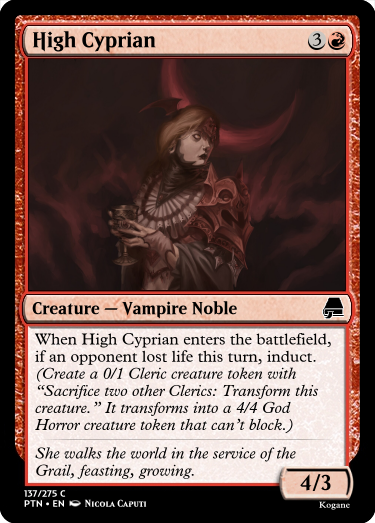 High Cyprian 3
Creature — Vampire Noble
When High Cyprian enters the battlefield,
if an opponent lost life this turn, induct.
(Create a 0/1 Cleric creature token with
“Sacrifice two other Clerics: Transform this
creature.” It transforms into a 4/4 God
Horror creature token that can’t block.)
She walks the world in the service of the
Grail, feasting, growing.
4/3
137/275 C
PTN • EN Nicola Caputi
Kogane